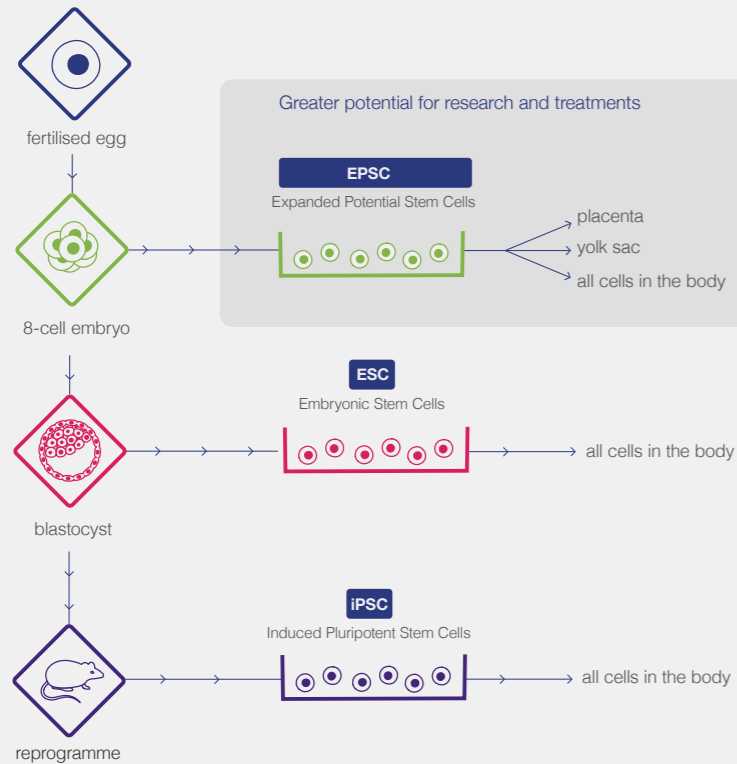 fertilised egg
Greater potential for research and treatments
EPSC
Expanded Potential Stem Cells
placenta
yolk sac
all cells in the body
8-cell embryo
ESC
Embryonic Stem Cells
all cells in the body
blastocyst
iPSC
Induced Pluripotent Stem Cells
all cells in the body
reprogramme